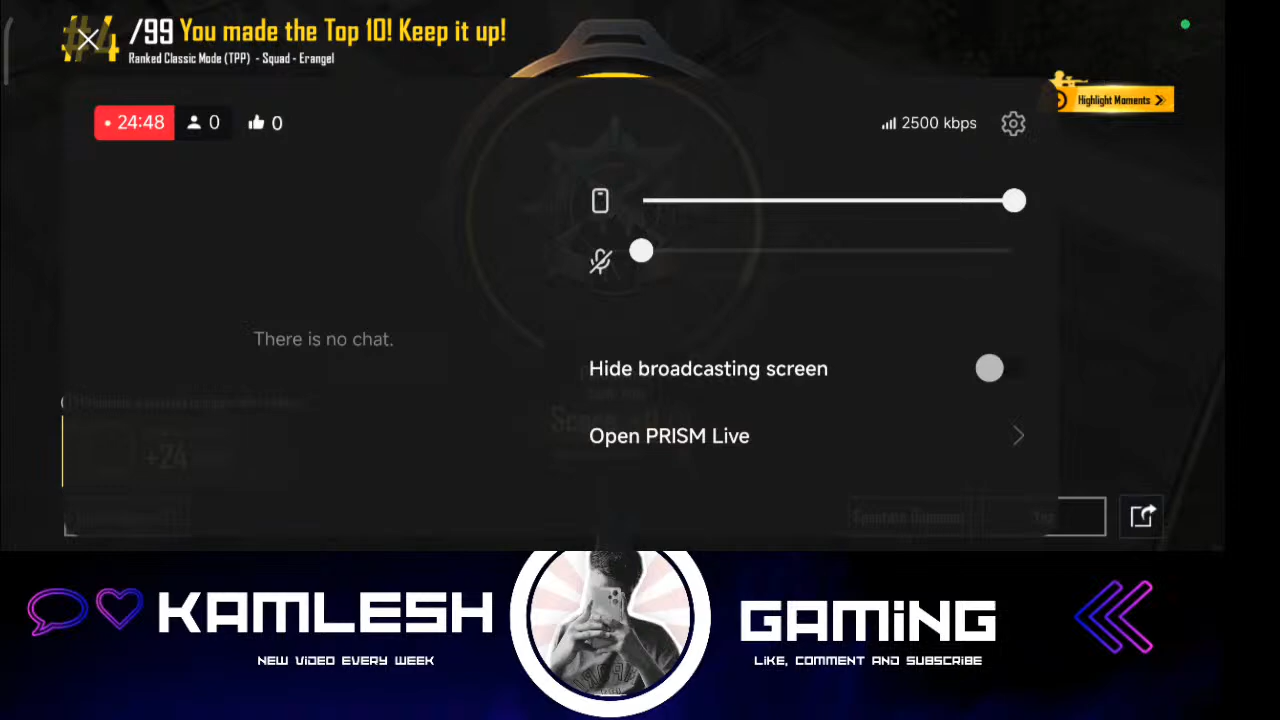 #4/99 You made the Top 10! Keep it up!
Ranked Classic Mode (TPP) - Squad - Erangel
Highlight Moments
24:48 0 0
2500 kbps
There is no chat.
Hide broadcasting screen
+24
Open PRISM Live
KAMLESH GAMING
NEW VIDEO EVERY WEEK
LIKE, COMMENT AND SUBSCRIBE